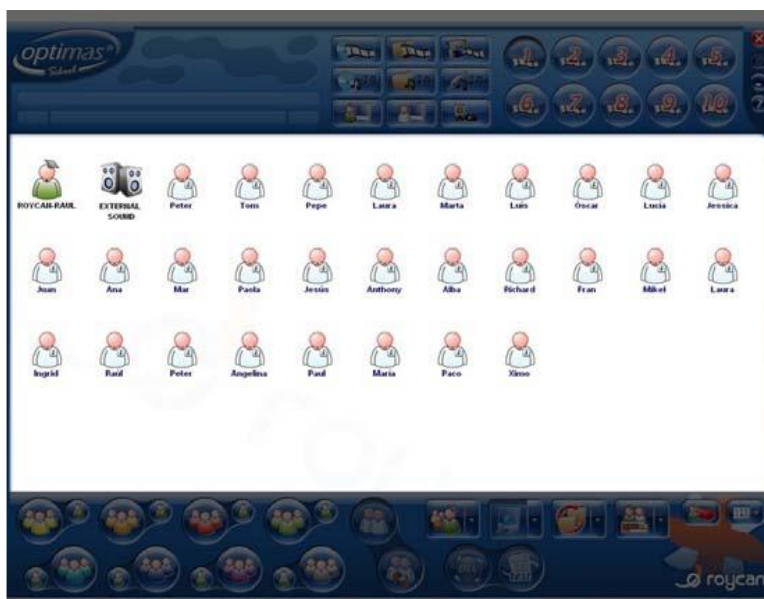 optimas®
School
1 2 3 4 5
6 7 8 9 10
ROYCAN-RAUL EXTERNAL SOUND Peter Tom Pepe Laura Marta Luis Oscar Lucia Jessica
Juan Ana Mar Paola Jesús Anthony Alba Richard Fran Mikel Laura
Ingrid Raúl Peter Angelina Paul María Paco Ximo
roycan